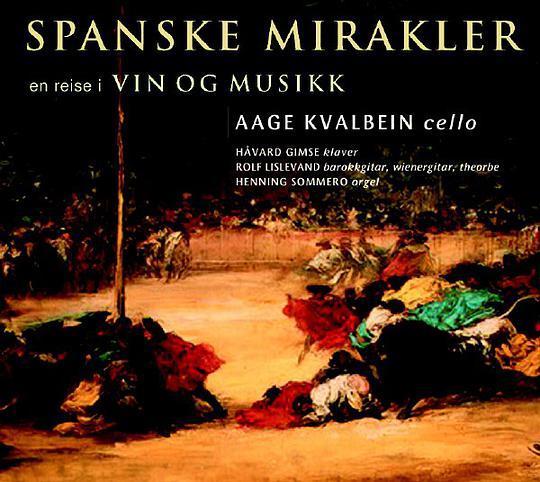 SPANSKE MIRAKLER
en reise i VIN OG MUSIKK
AAGE KVALBEIN cello
HÅVARD GIMSE klaver
ROLF LISLEVAND barokkgitar, wienergitar, theorbe
HENNING SOMMERO orgel